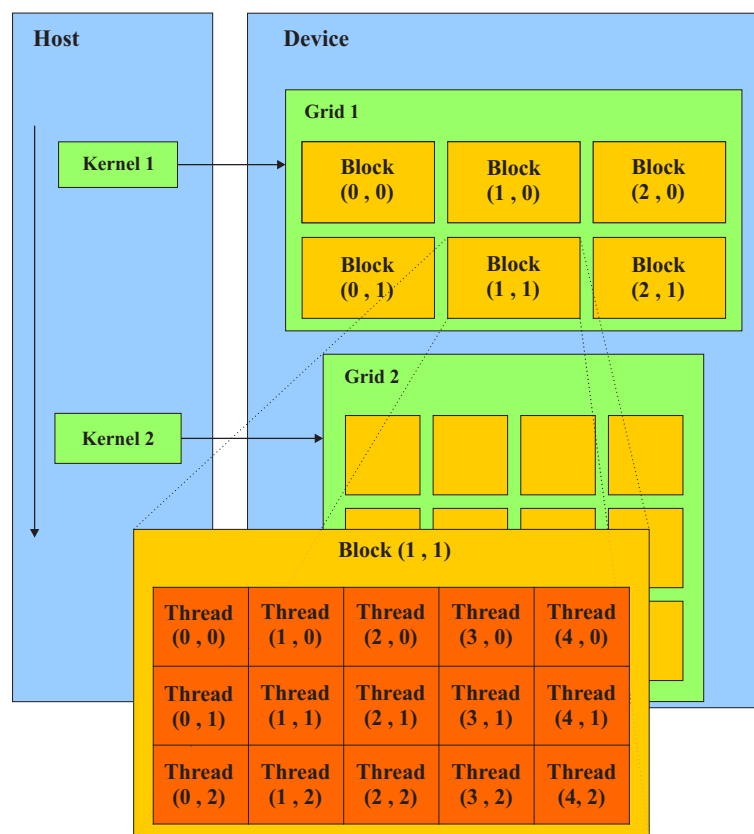 Host
Device
Grid 1
Kernel 1
Block
(0 , 0)
Block
(1 , 0)
Block
(2 , 0)
Block
(0 , 1)
Block
(1 , 1)
Block
(2 , 1)
Grid 2
Kernel 2
Block (1 , 1)
Thread
(0 , 0)
Thread
(1 , 0)
Thread
(2 , 0)
Thread
(3 , 0)
Thread
(4 , 0)
Thread
(0 , 1)
Thread
(1 , 1)
Thread
(2 , 1)
Thread
(3 , 1)
Thread
(4 , 1)
Thread
(0 , 2)
Thread
(1 , 2)
Thread
(2 , 2)
Thread
(3 , 2)
Thread
(4, 2)